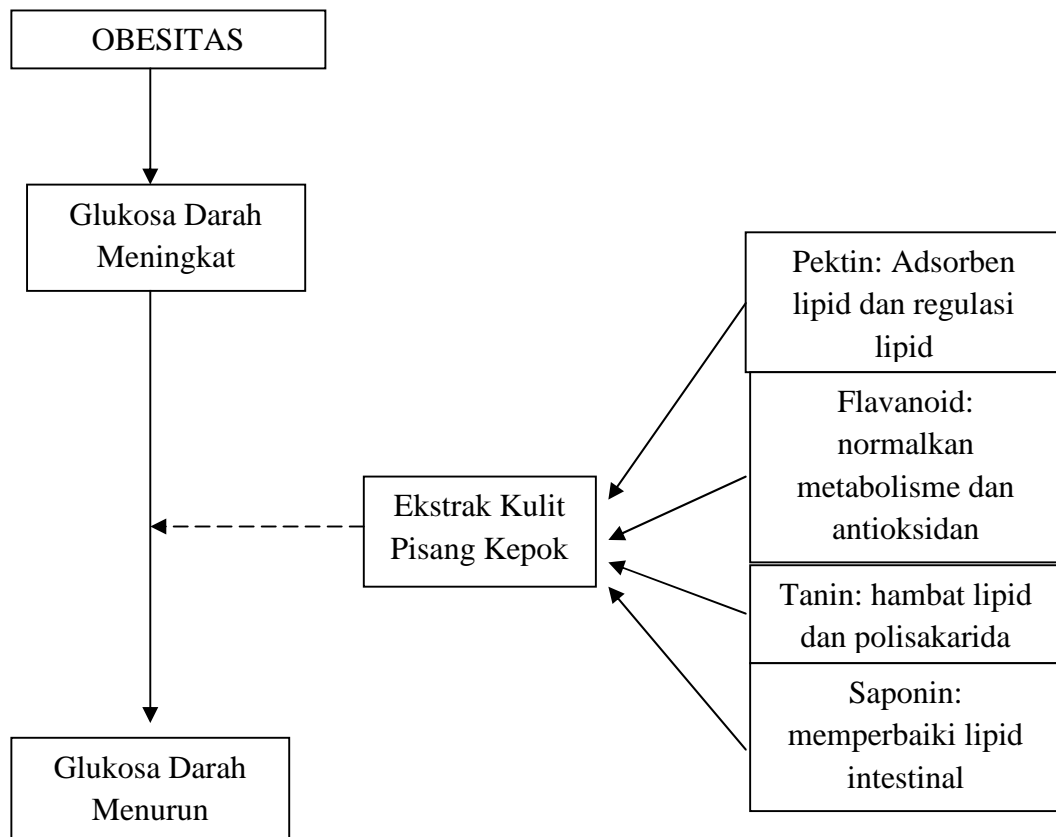 OBESITAS
Glukosa Darah
Meningkat
Pektin: Adsorben
lipid dan regulasi
lipid
Flavanoid:
normalkan
metabolisme dan
antioksidan
Ekstrak Kulit
Pisang Kepok
Tanin: hambat lipid
dan polisakarida
Saponin:
memperbaiki lipid
intestinal
Glukosa Darah
Menurun